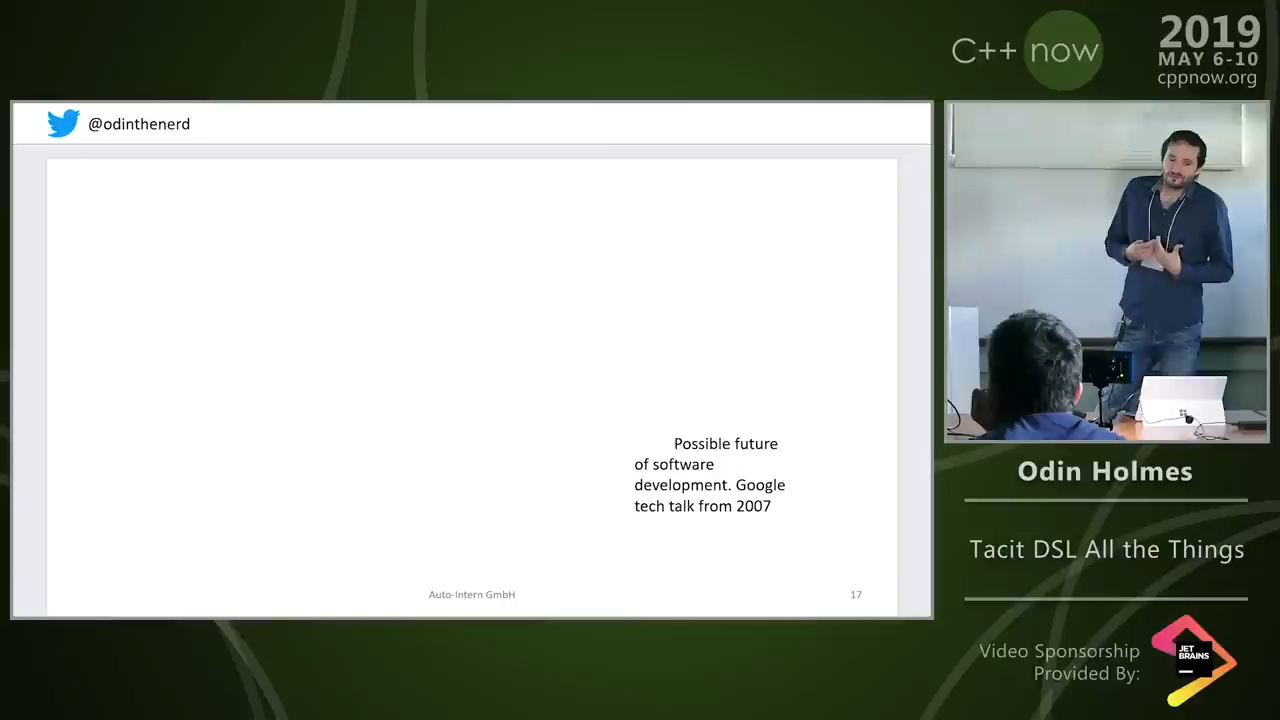 C++ now
2019
MAY 6-10
cppnow.org
@odinthenerd
Possible future
of software
development. Google
tech talk from 2007
Auto-Intern GmbH
17
Odin Holmes
Tacit DSL All the Things
Video Sponsorship
Provided By:
JET
BRAINS